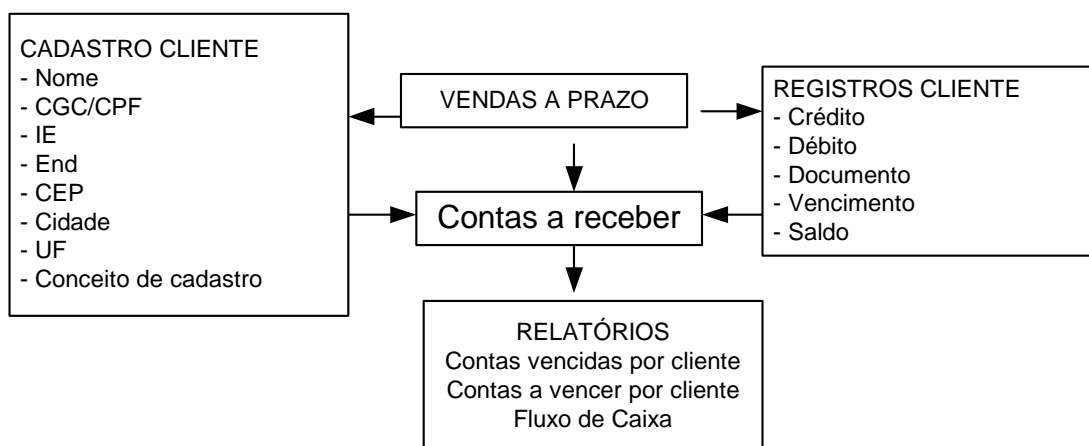 CADASTRO CLIENTE
- Nome
- CGC/CPF
- IE
- End
- CEP
- Cidade
- UF
- Conceito de cadastro
VENDAS A PRAZO
REGISTROS CLIENTE
- Crédito
- Débito
- Documento
- Vencimento
- Saldo
Contas a receber
RELATÓRIOS
Contas vencidas por cliente
Contas a vencer por cliente
Fluxo de Caixa